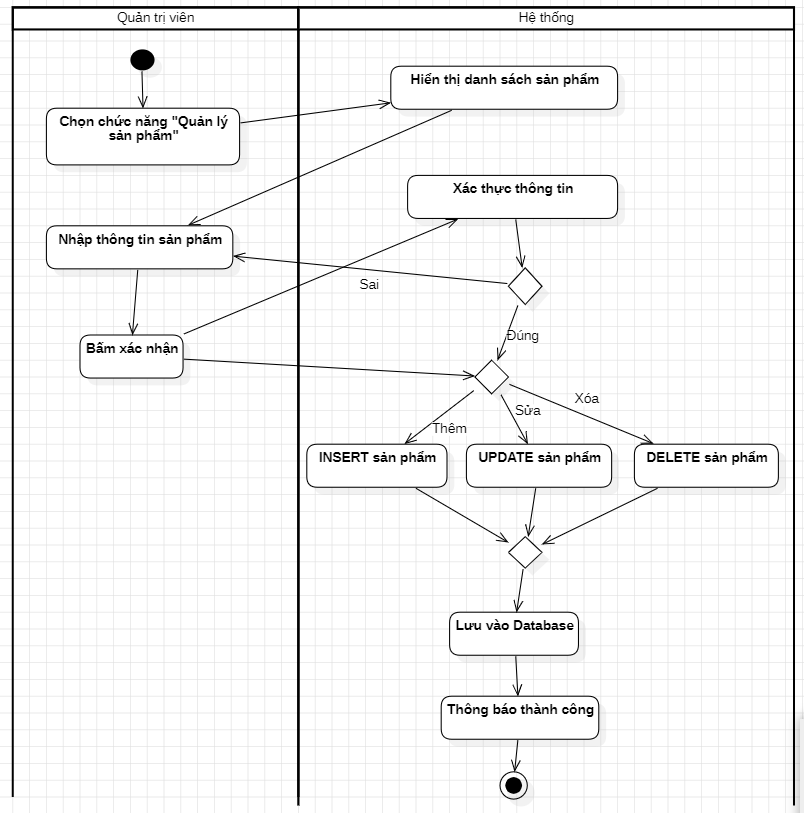 Quản trị viên
Hệ thống
Hiển thị danh sách sản phẩm
Chọn chức năng "Quản lý
sản phẩm"
Xác thực thông tin
Nhập thông tin sản phẩm
Sai
Đúng
Bấm xác nhận
Xóa
Sửa
Thêm
INSERT sản phẩm
UPDATE sản phẩm
DELETE sản phẩm
Lưu vào Database
Thông báo thành công